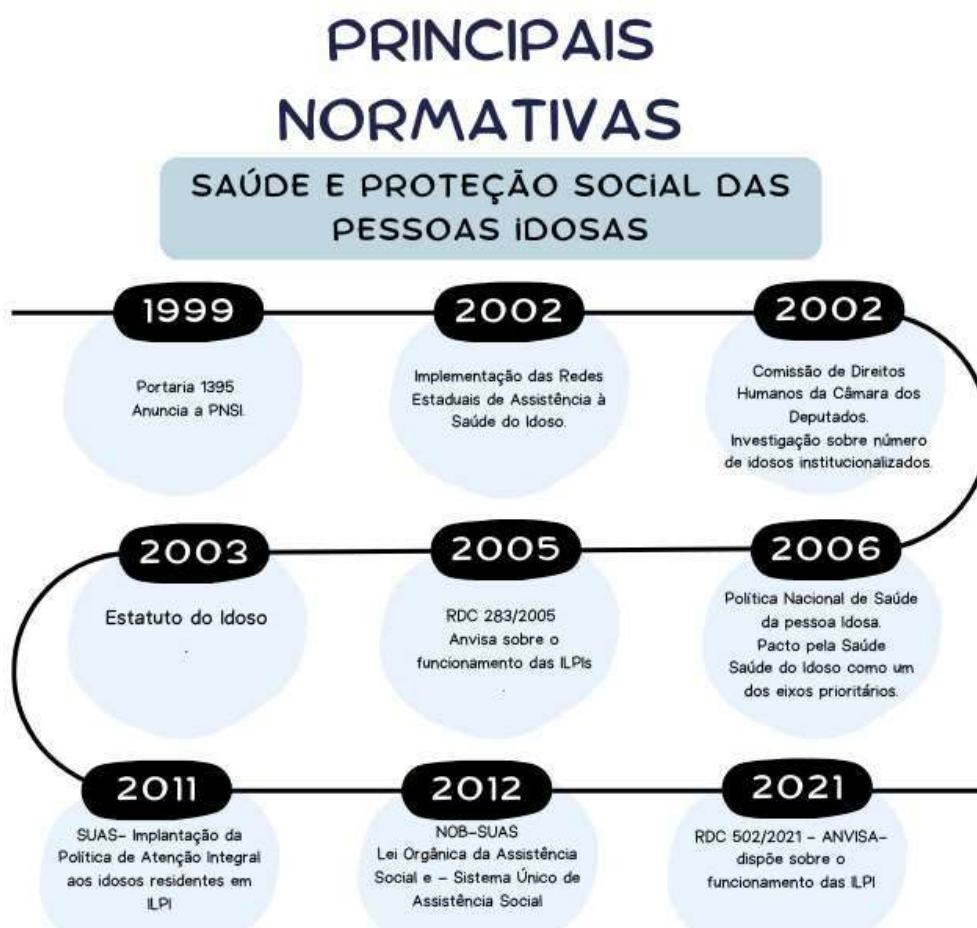 PRINCIPAIS
NORMATIVAS
SAÚDE E PROTEÇÃO SOCIAL DAS
PESSOAS IDOSAS
1999
Portaria 1395
Anuncia a PNSI.
2002
Implementação das Redes
Estaduais de Assistência à
Saúde do Idoso.
2002
Comissão de Direitos
Humanos da Câmara dos
Deputados.
Investigação sobre número
de idosos institucionalizados.
2003
Estatuto do Idoso
.
2005
RDC 283/2005
Anvisa sobre o
funcionamento das ILPIs
.
2006
Política Nacional de Saúde
da pessoa Idosa.
Pacto pela Saúde
Saúde do Idoso como um
dos eixos prioritários.
2011
SUAS- Implantação da
Política de Atenção Integral
aos idosos residentes em
ILPI
2012
NOB-SUAS
Lei Orgânica da Assistência
Social e - Sistema Único de
Assistência Social
2021
RDC 502/2021 - ANVISA-
dispõe sobre o
funcionamento das ILPI